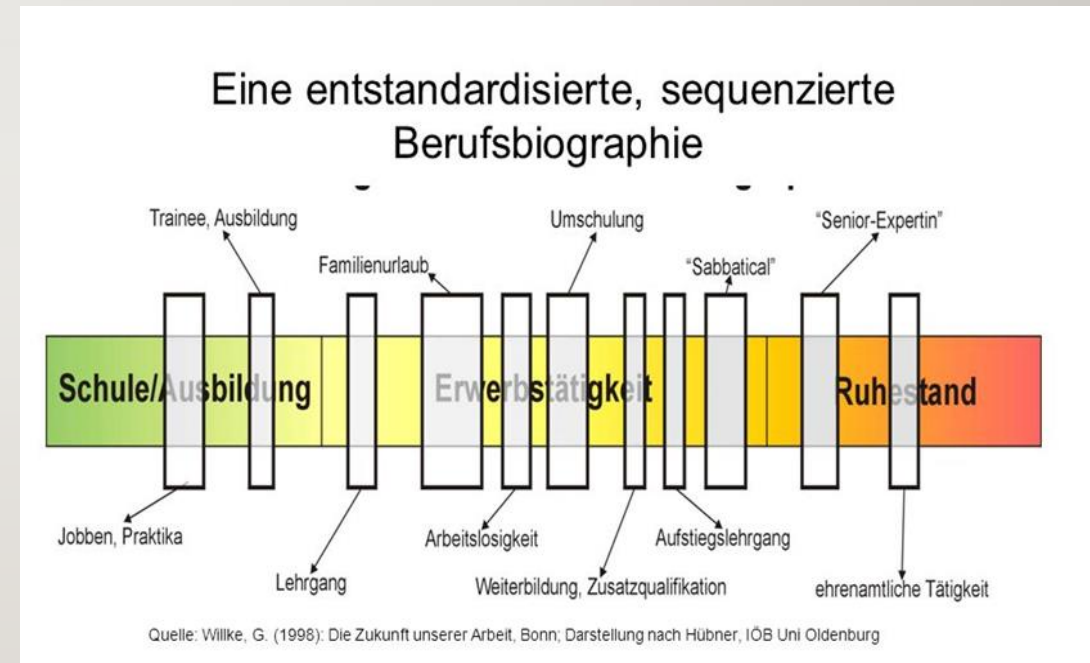 Eine entstandardisierte, sequenzierte
Berufsbiographie
Trainee, Ausbildung
Umschulung
"Senior-Expertin"
Familienurlaub
"Sabbatical"
Schule/Ausbildung
Erwerbstätigkeit
Ruhestand
Jobben, Praktika
Arbeitslosigkeit
Aufstiegslehrgang
Lehrgang
Weiterbildung, Zusatzqualifikation
ehrenamtliche Tätigkeit
Quelle: Willke, G. (1998): Die Zukunft unserer Arbeit, Bonn; Darstellung nach Hübner, IÖB Uni Oldenburg